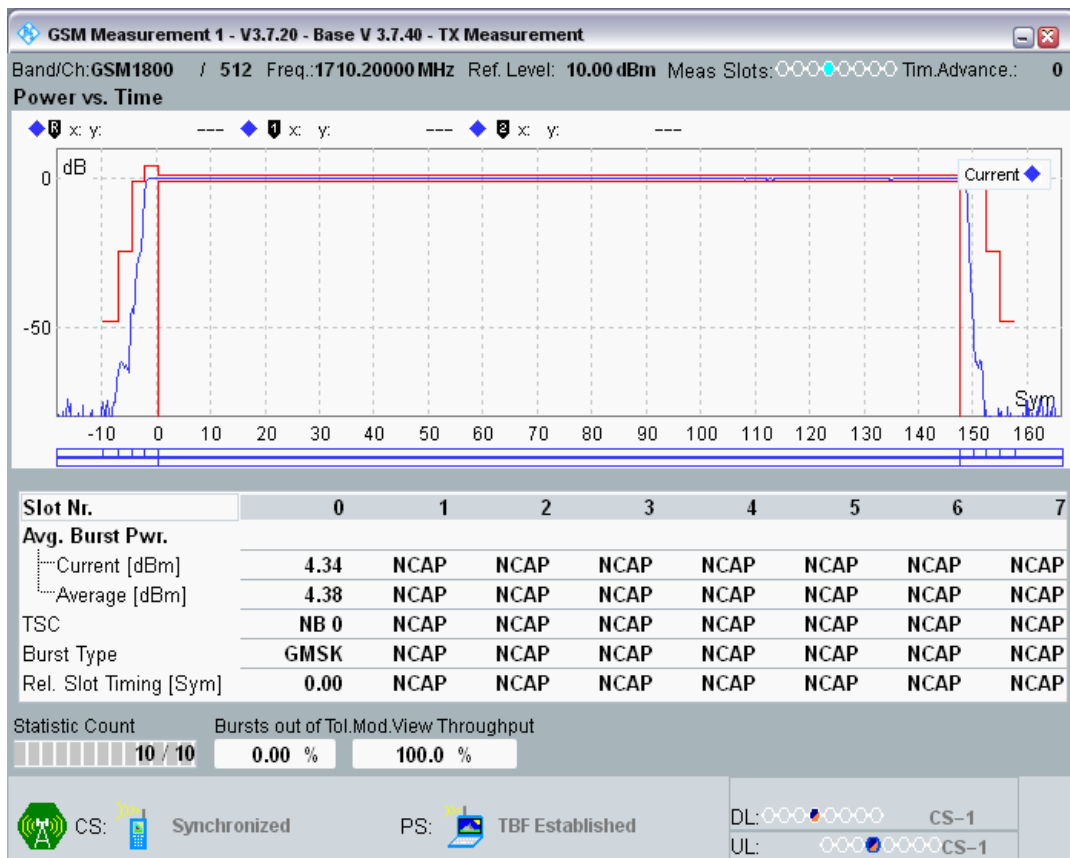 GSM Measurement 1 - V3.7.20 - Base V 3.7.40 - TX Measurement
Band/Ch:GSM1800 / 512 Freq.:1710.20000 MHz Ref. Level: 10.00 dBm Meas Slots: Tim.Advance.: 0
Power vs. Time
R x: y: --- 1 x: y: --- 2 x: y: ---
dB
Current
0
-50
Sym
-10 0 10 20 30 40 50 60 70 80 90 100 110 120 130 140 150 160
Slot Nr. 0 1 2 3 4 5 6 7
Avg. Burst Pwr.
Current [dBm] 4.34 NCAP NCAP NCAP NCAP NCAP NCAP NCAP
Average [dBm] 4.38 NCAP NCAP NCAP NCAP NCAP NCAP NCAP
TSC NB 0 NCAP NCAP NCAP NCAP NCAP NCAP NCAP
Burst Type GMSK NCAP NCAP NCAP NCAP NCAP NCAP NCAP
Rel. Slot Timing [Sym] 0.00 NCAP NCAP NCAP NCAP NCAP NCAP NCAP
Statistic Count Bursts out of Tol. Mod.View Throughput
10 / 10 0.00 % 100.0 %
CS: Synchronized PS: TBF Established
DL: CS-1
UL: CS-1